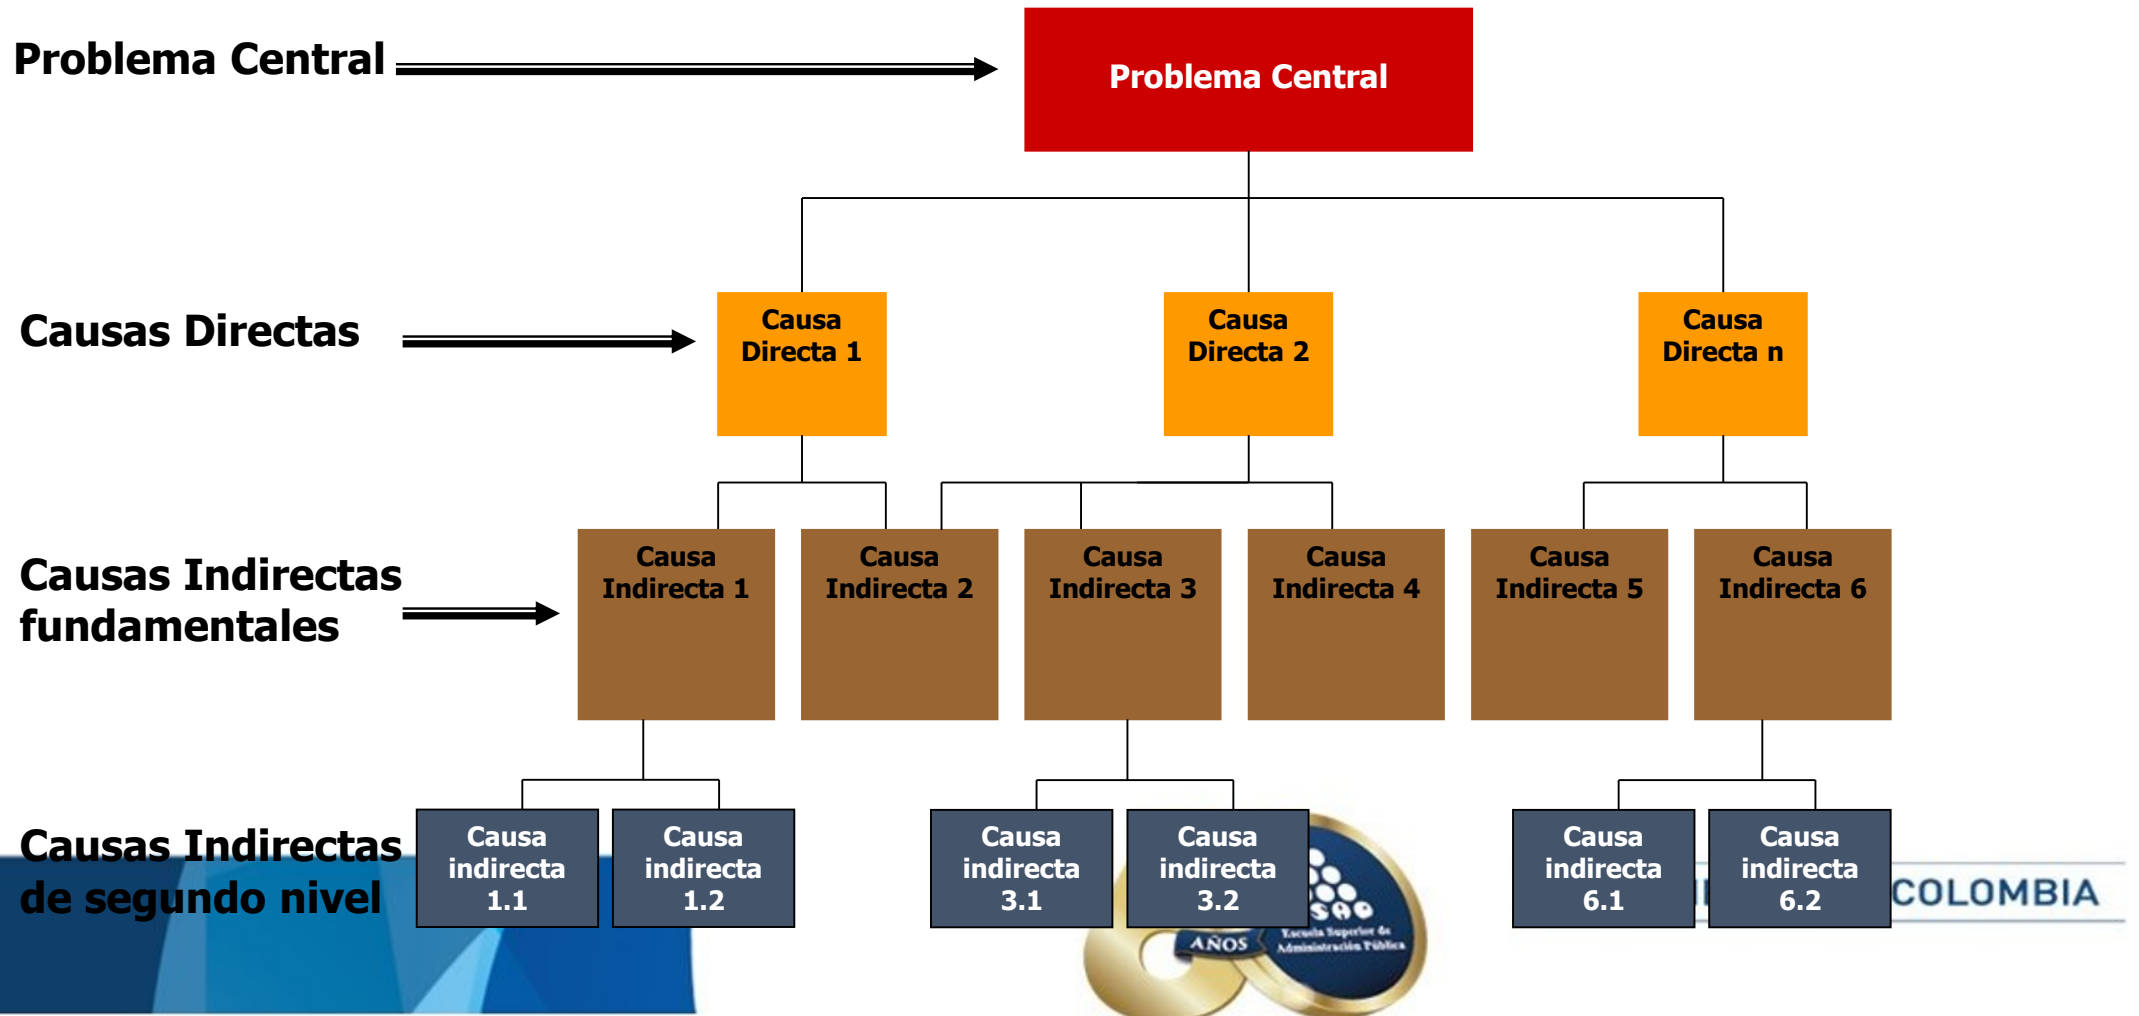 Problema Central
Problema Central
Causas Directas
Causa
Directa 1
Causa
Directa 2
Causa
Directa n
Causas Indirectas
fundamentales
Causa
Indirecta 1
Causa
Indirecta 2
Causa
Indirecta 3
Causa
Indirecta 4
Causa
Indirecta 5
Causa
Indirecta 6
Causas Indirectas
de segundo nivel
Causa
indirecta
1.1
Causa
indirecta
1.2
Causa
indirecta
3.1
Causa
indirecta
3.2
Causa
indirecta
6.1
Causa
indirecta
6.2
AÑOS
Escuela Superior de
Administración Pública
COLOMBIA